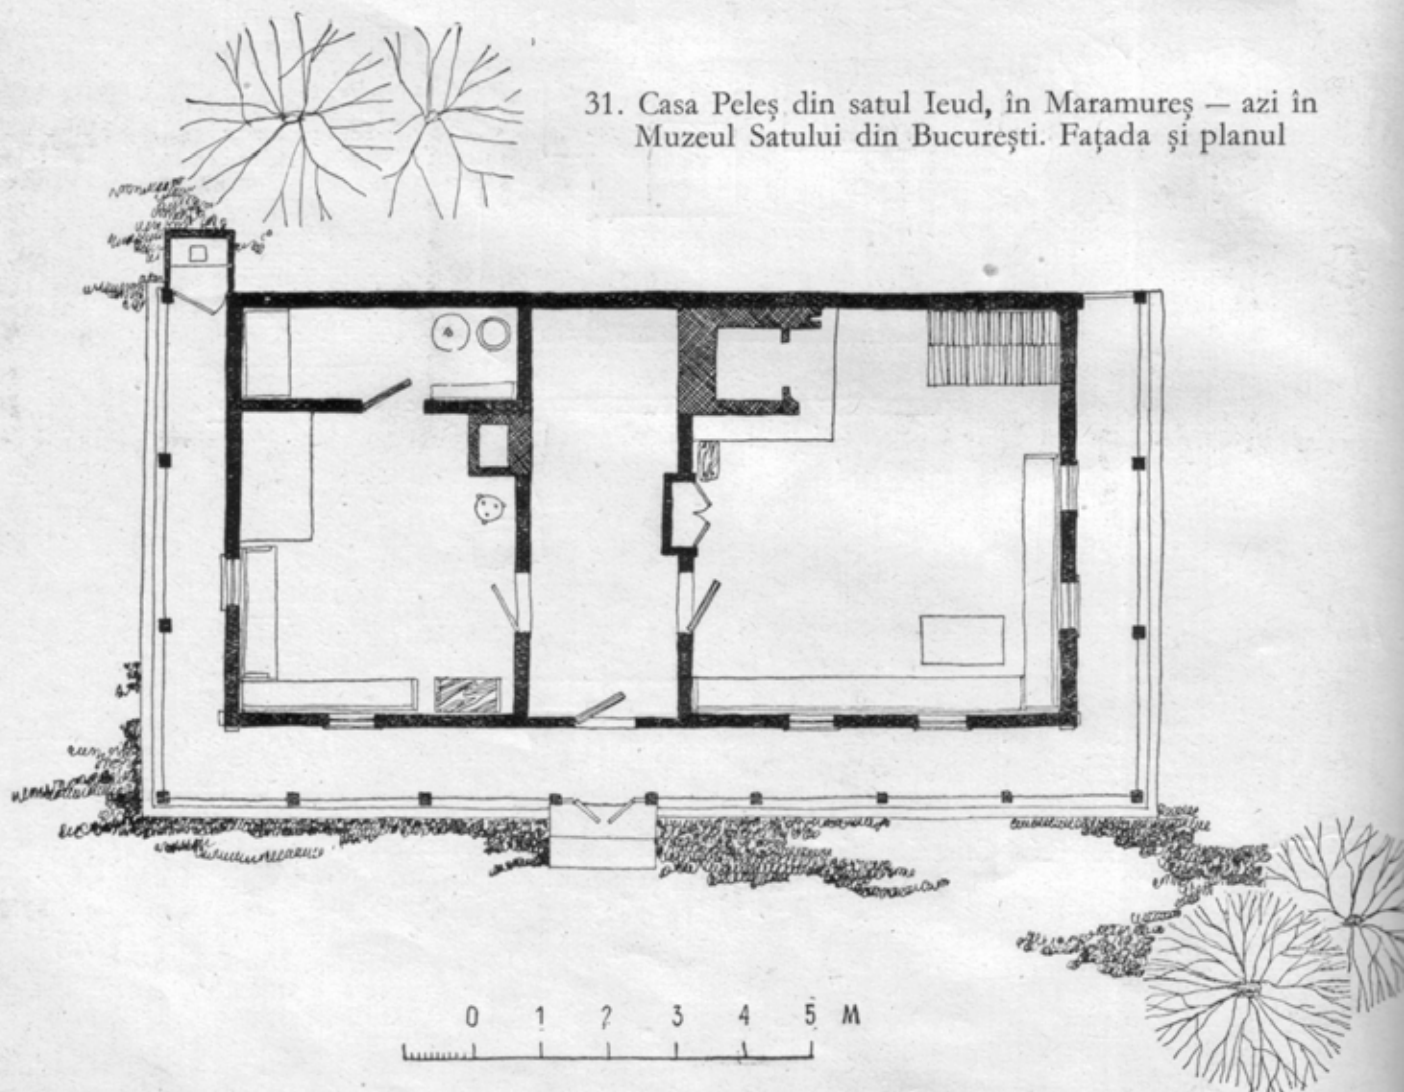 31. Casa Peleș din satul Ieud, în Maramureș — azi în
Muzeul Satului din București. Fațada și planul
0 1 2 3 4 5 M